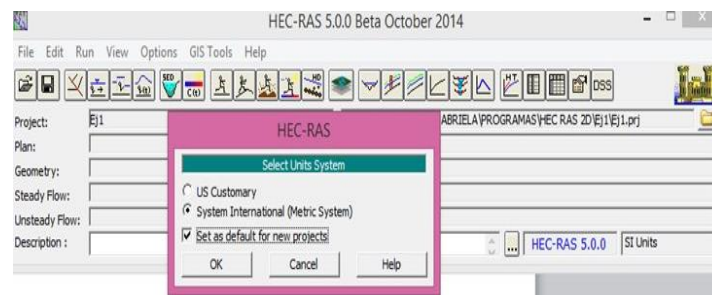 HEC-RAS 5.0.0 Beta October 2014
File Edit Run View Options GIS Tools Help
DSS
Project: Ej1
ABRIELA\PROGRAMAS\HEC RAS 2D\Ej1\Ej1.prj
Plan:
Geometry:
Steady Flow:
Unsteady Flow:
Description :
HEC-RAS 5.0.0 SI Units
HEC-RAS
Select Units System
US Customary
System International (Metric System)
Set as default for new projects
OK Cancel Help